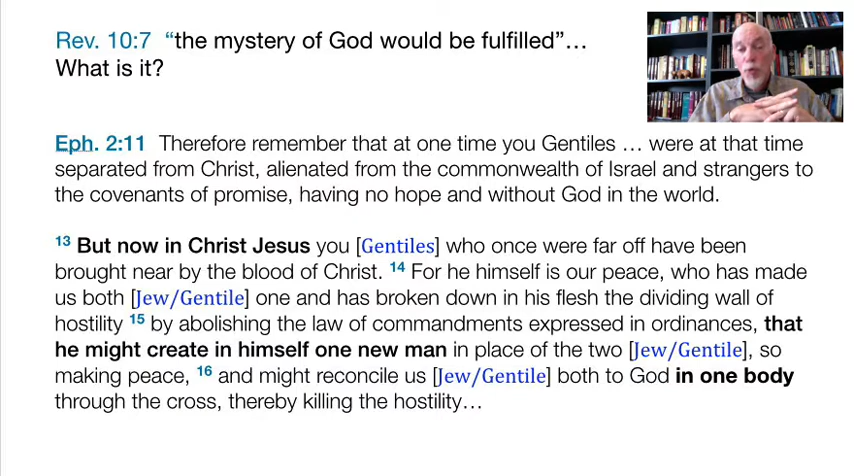 Rev. 10:7 “the mystery of God would be fulfilled”…
What is it?
Eph. 2:11 Therefore remember that at one time you Gentiles … were at that time
separated from Christ, alienated from the commonwealth of Israel and strangers to
the covenants of promise, having no hope and without God in the world.
13 But now in Christ Jesus you [Gentiles] who once were far off have been
brought near by the blood of Christ. 14 For he himself is our peace, who has made
us both [Jew/Gentile] one and has broken down in his flesh the dividing wall of
hostility 15 by abolishing the law of commandments expressed in ordinances, that
he might create in himself one new man in place of the two [Jew/Gentile], so
making peace, 16 and might reconcile us [Jew/Gentile] both to God in one body
through the cross, thereby killing the hostility…